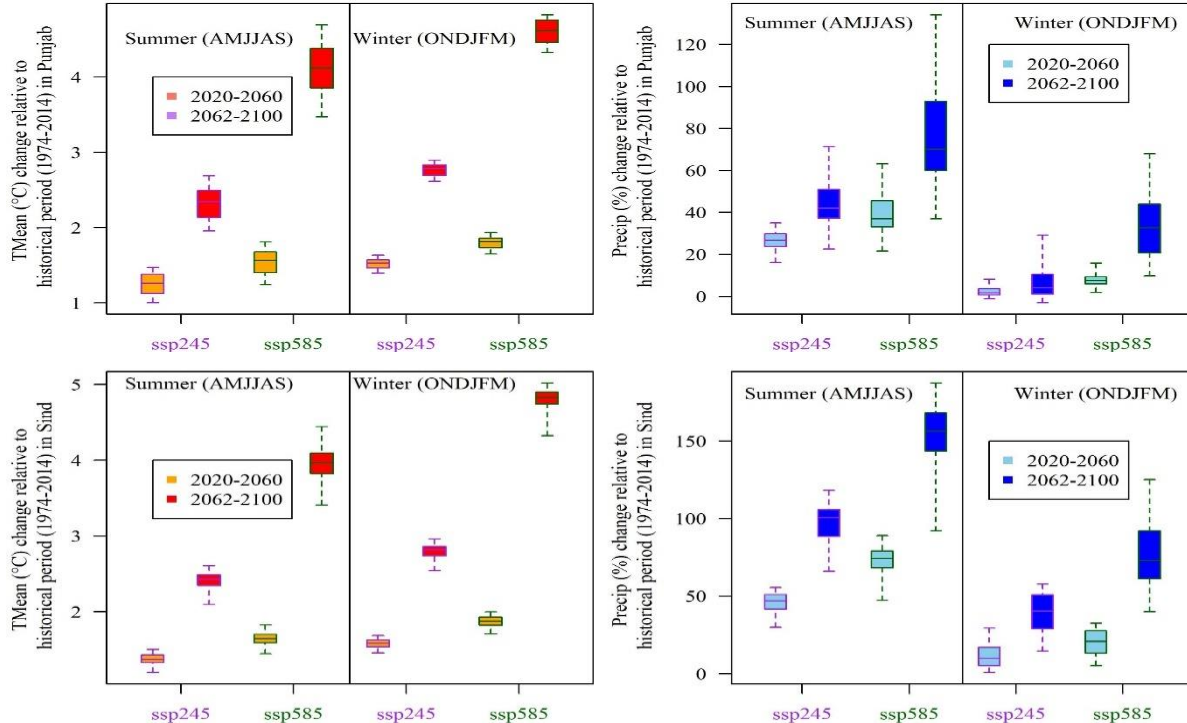 TMean (°C) change relative to
historical period (1974-2014) in Punjab
Summer (AMJJAS)
Winter (ONDJFM)
2020-2060
2062-2100
4
3
2
1
ssp245
ssp585
ssp245
ssp585
Precip (%) change relative to
historical period (1974-2014) in Punjab
Summer (AMJJAS)
Winter (ONDJFM)
2020-2060
2062-2100
120
100
80
60
40
20
0
ssp245
ssp585
ssp245
ssp585
TMean (°C) change relative to
historical period (1974-2014) in Sind
Summer (AMJJAS)
Winter (ONDJFM)
2020-2060
2062-2100
5
4
3
2
ssp245
ssp585
ssp245
ssp585
Precip (%) change relative to
historical period (1974-2014) in Sind
Summer (AMJJAS)
Winter (ONDJFM)
2020-2060
2062-2100
150
100
50
0
ssp245
ssp585
ssp245
ssp585